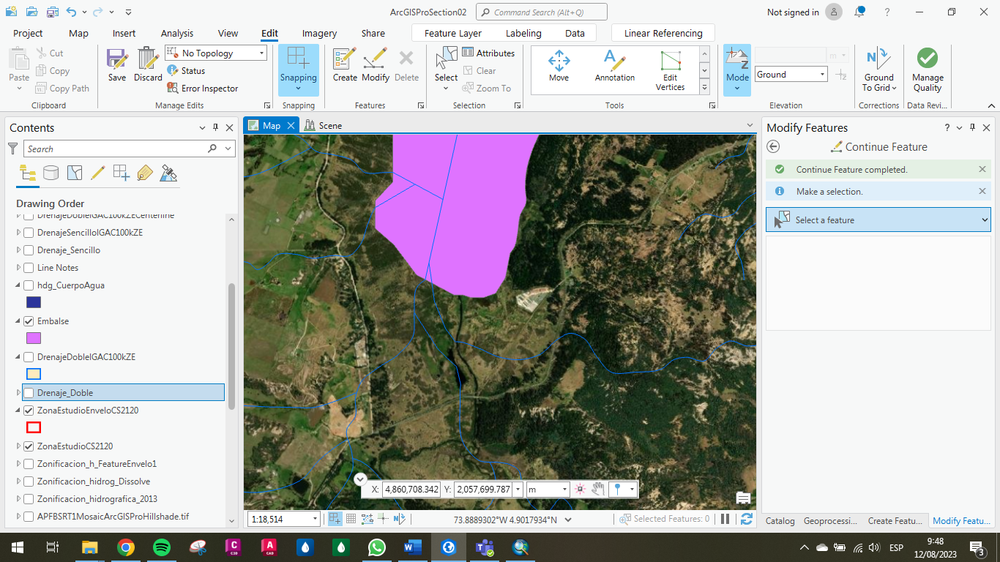 ArcGISProSection02
Command Search (Alt+Q)
Not signed in
?
Project
Map
Insert
Analysis
View
Edit
Imagery
Share
Feature Layer
Labeling
Data
Linear Referencing
Paste
Cut
Copy
Copy Path
Clipboard
Save
Discard
No Topology
Status
Error Inspector
Manage Edits
Snapping
Snapping
Create
Modify
Delete
Features
Select
Attributes
Clear
Zoom To
Selection
Move
Annotation
Edit
Vertices
Tools
Mode
m
Ground
Elevation
Ground
To Grid
Corrections
Manage
Quality
Data Revi...
Contents
Search
Drawing Order
DrenajeDobleIGAC100kZECenterline
DrenajeSencilloIGAC100kZE
Drenaje_Sencillo
Line Notes
hdg_CuerpoAgua
Embalse
DrenajeDobleIGAC100kZE
Drenaje_Doble
ZonaEstudioEnveloCS2120
ZonaEstudioCS2120
Zonificacion_h_FeatureEnvelo1
Zonificacion_hidrog_Dissolve
Zonificacion_hidrografica_2013
APFBSRT1MosaicArcGISProHillshade.tif
Map
Scene
X: 4,860,708.342 Y: 2,057,699.787 m
1:18,514
73.8889302°W 4.9017934°N
Selected Features: 0
Modify Features
?
Continue Feature
Continue Feature completed.
Make a selection.
Select a feature
Catalog
Geoprocessi...
Create Featu...
Modify Featu...
ESP
9:48
12/08/2023
3